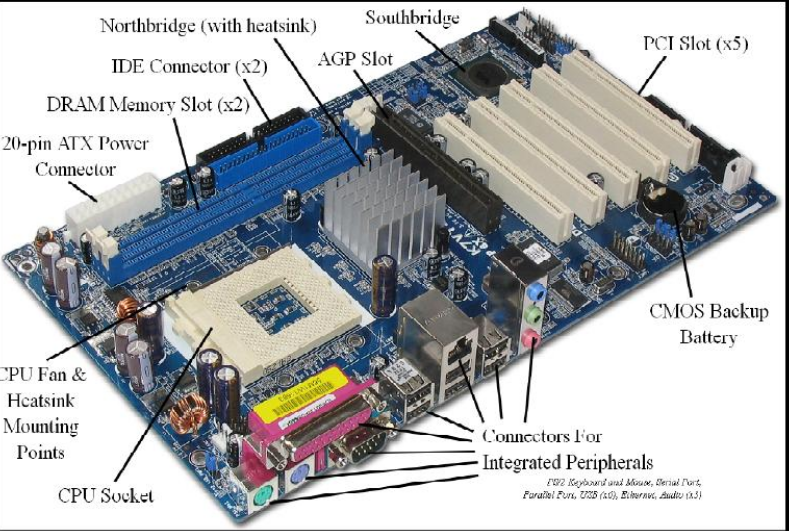 Northbridge (with heatsink)
Southbridge
IDE Connector (x2)
AGP Slot
PCI Slot (x5)
DRAM Memory Slot (x2)
20-pin ATX Power
Connector
CMOS Backup
Battery
CPU Fan &
Heatsink
Mounting
Points
CPU Socket
Connectors For
Integrated Peripherals
PS/2 Keyboard and Mouse, Serial Port,
Parallel Port, USB (x6), Ethernet, Audio (x3)